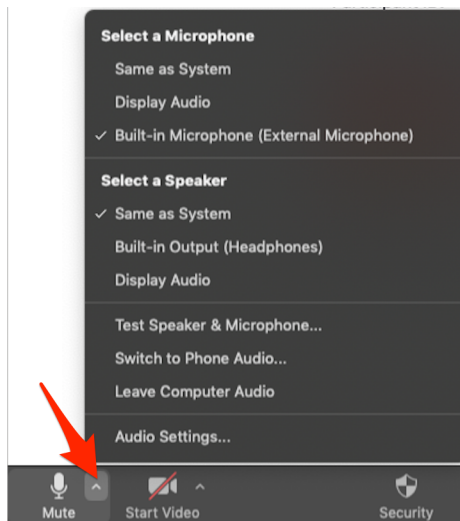 Select a Microphone
Same as System
Display Audio
✓ Built-in Microphone (External Microphone)
Select a Speaker
✓ Same as System
Built-in Output (Headphones)
Display Audio
Test Speaker & Microphone...
Switch to Phone Audio...
Leave Computer Audio
Audio Settings...
Mute
Start Video
Security